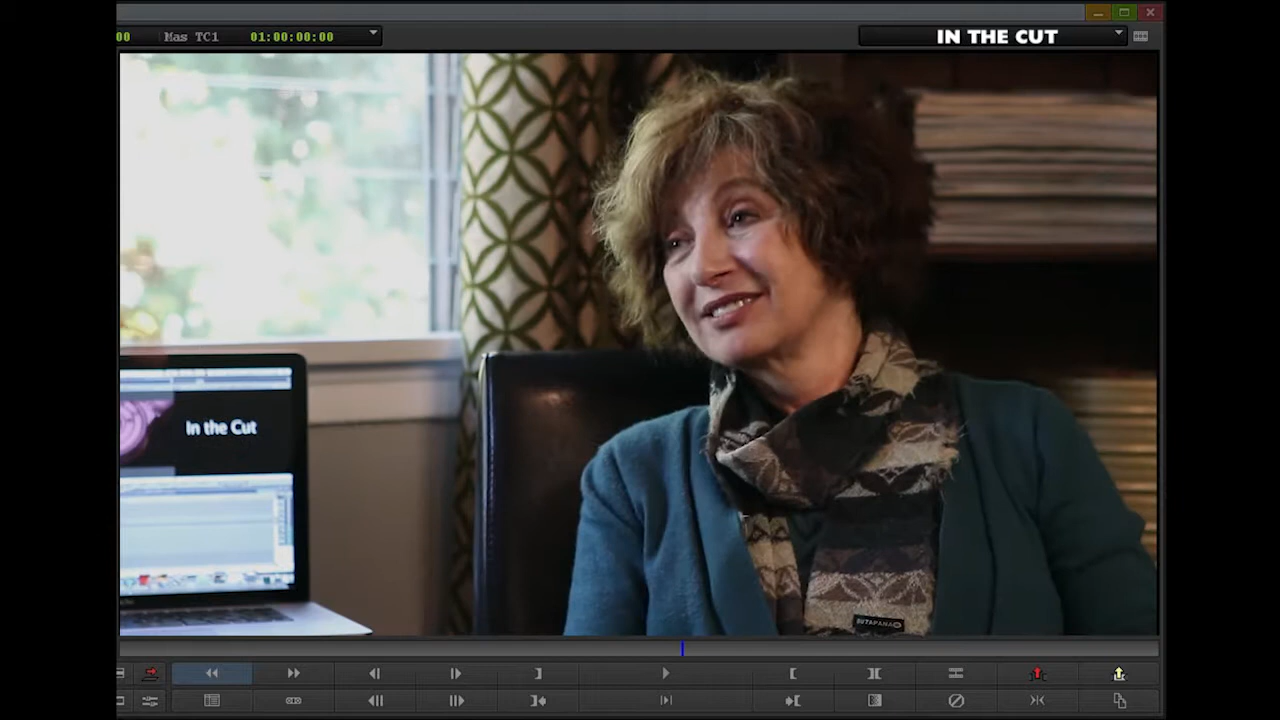 00 Mas TC1 01:00:00:00
IN THE CUT
In the Cut